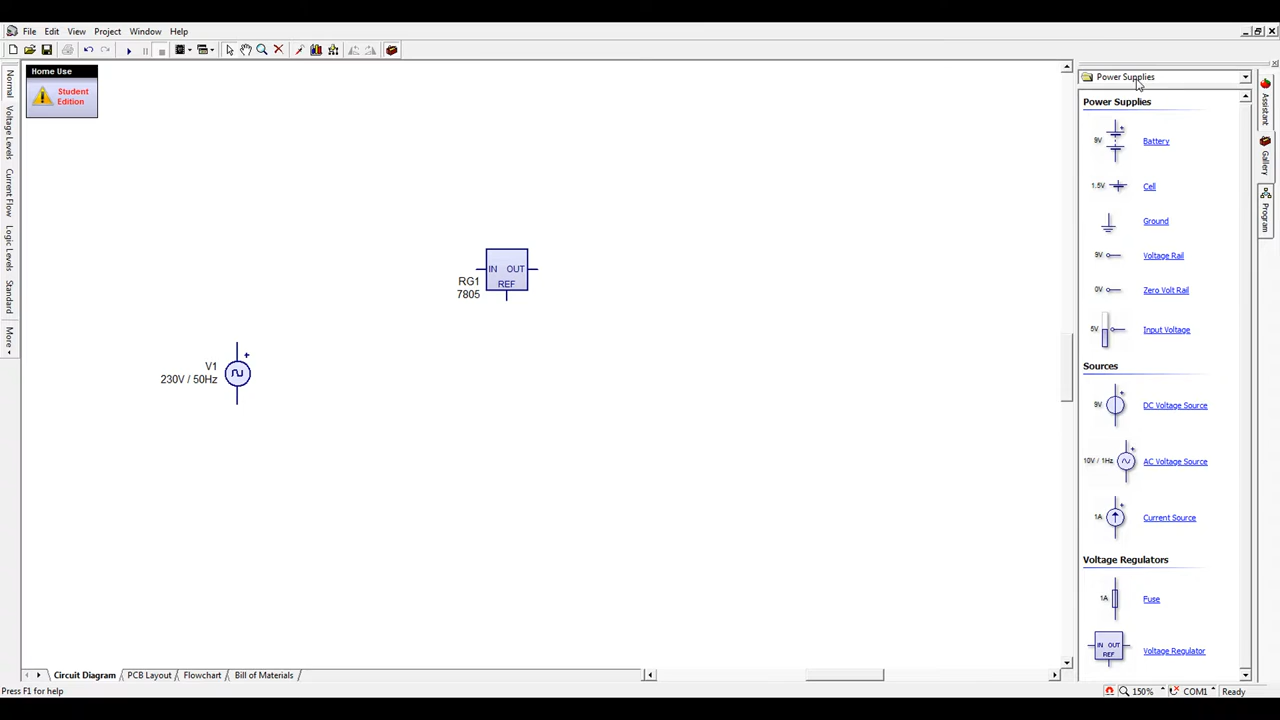 File Edit View Project Window Help
Home Use
Student
Edition
Normal
Voltage Levels
Current Flow
Logic Levels
Standard
More
V1
230V / 50Hz
IN OUT
REF
RG1
7805
Power Supplies
Power Supplies
9V Battery
1.5V Cell
Ground
9V Voltage Rail
0V Zero Volt Rail
5V Input Voltage
Sources
9V DC Voltage Source
10V / 1Hz AC Voltage Source
1A Current Source
Voltage Regulators
1A Fuse
IN OUT
REF
Voltage Regulator
Assistant
Gallery
Program
Circuit Diagram PCB Layout Flowchart Bill of Materials
Press F1 for help
150% COM1 Ready